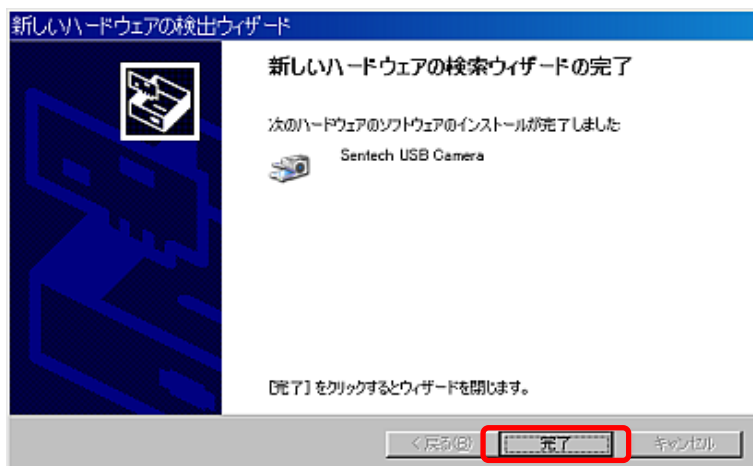 新しいハードウェアの検出ウィザード
新しいハードウェアの検索ウィザードの完了
次のハードウェアのソフトウェアのインストールが完了しました
Sentech USB Camera
[完了] をクリックするとウィザードを閉じます。
< 戻る(B)
完了
キャンセル